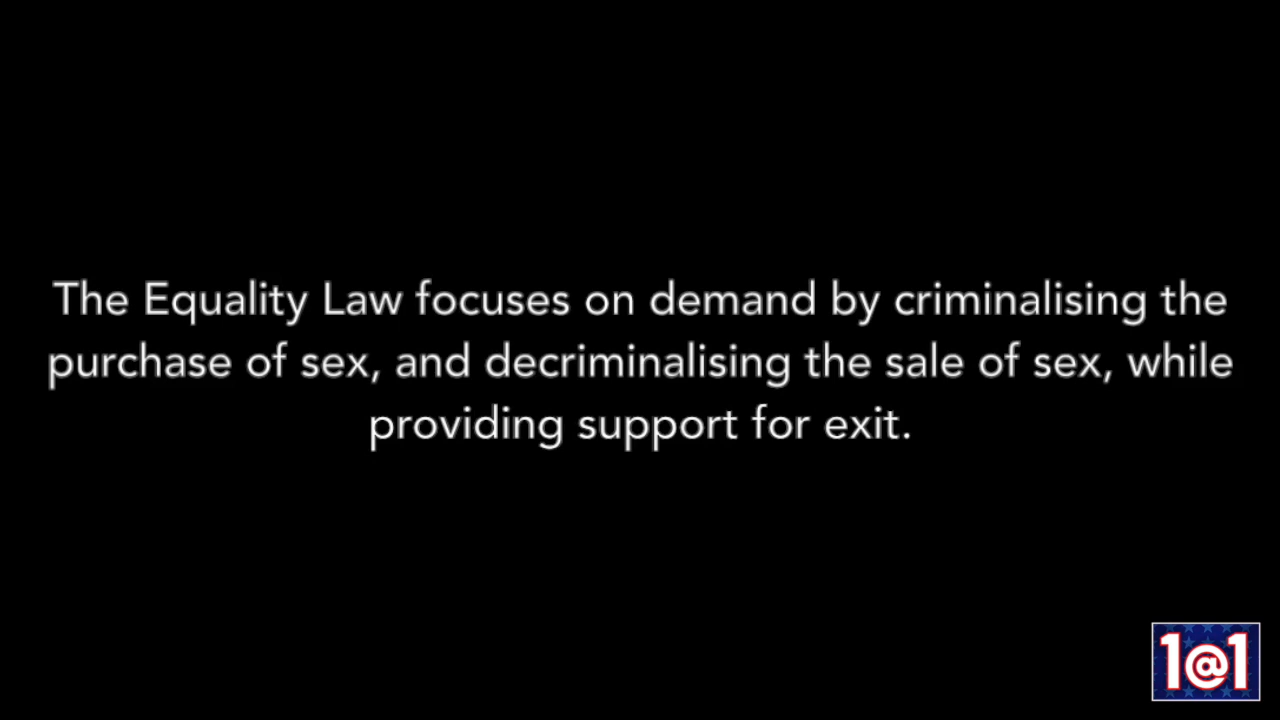 The Equality Law focuses on demand by criminalising the
purchase of sex, and decriminalising the sale of sex, while
providing support for exit.
1@1